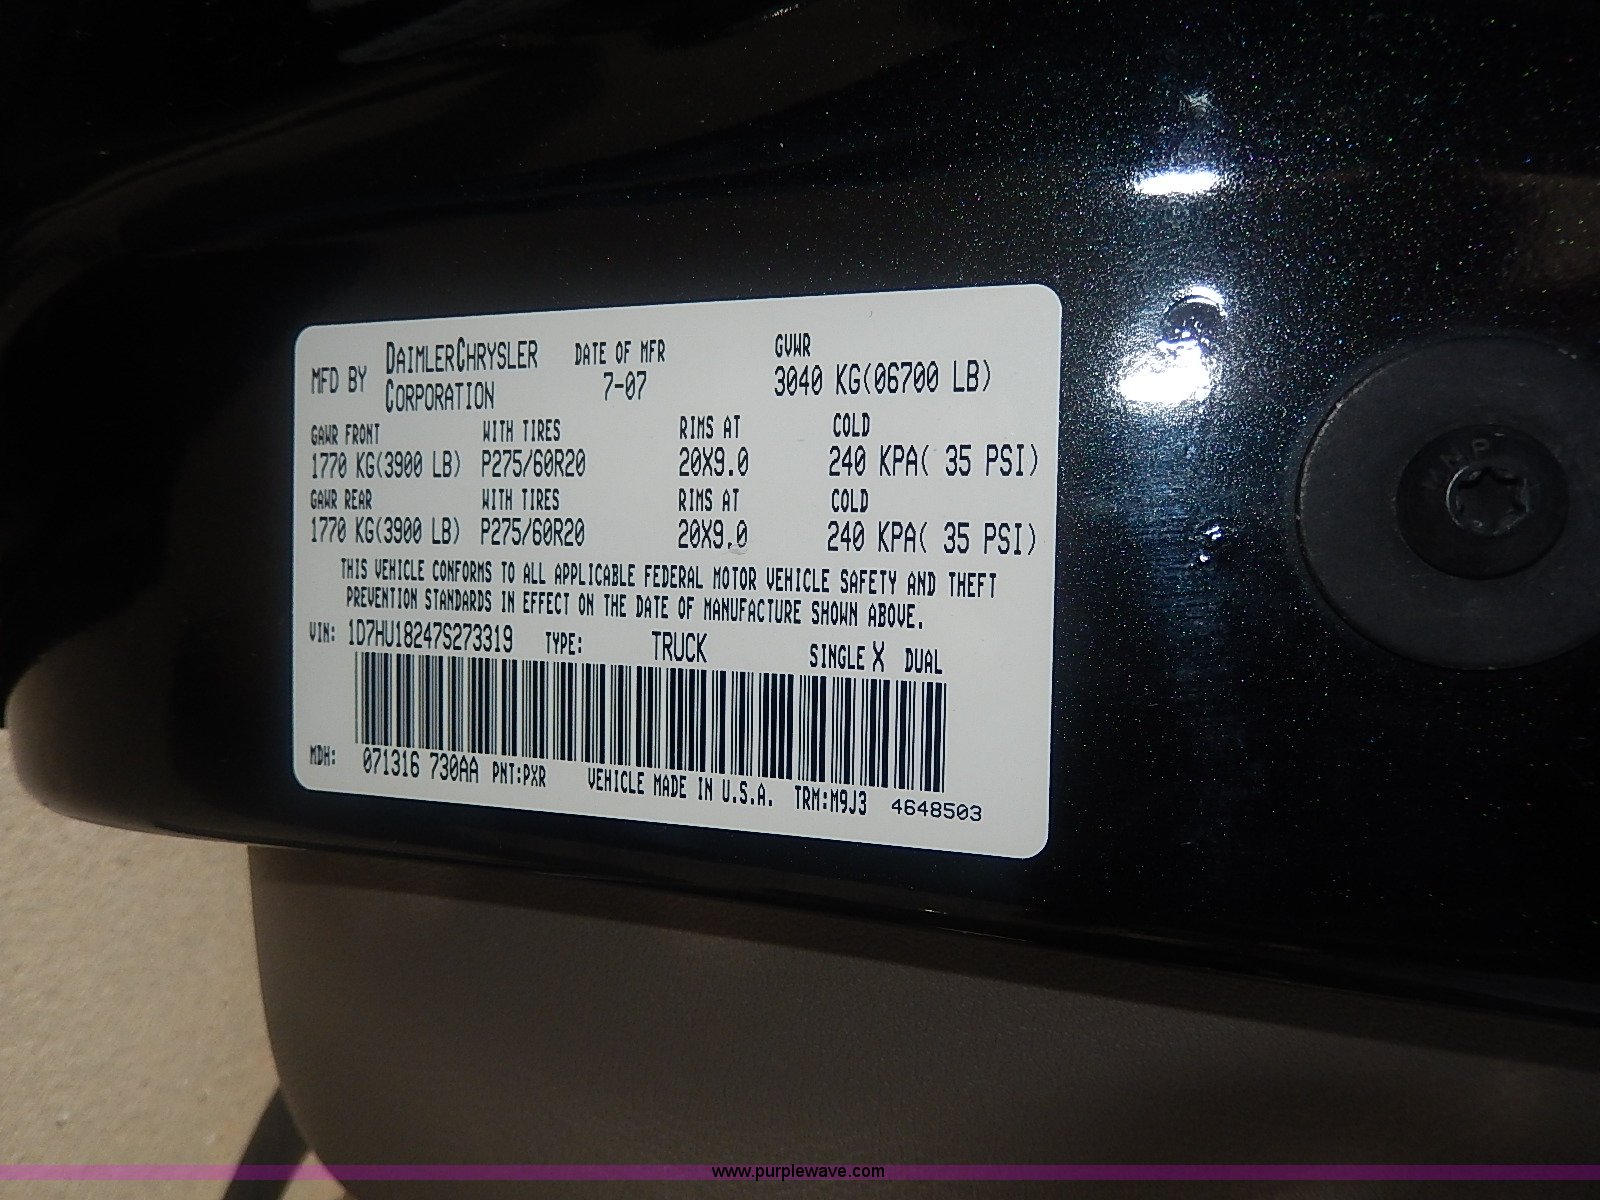 MFD BY DAIMLERCHRYSLER CORPORATION DATE OF MFR 7-07 GVWR 3040 KG(06700 LB)
GAWR FRONT WITH TIRES RIMS AT COLD
1770 KG(3900 LB) P275/60R20 20X9.0 240 KPA( 35 PSI)
GAWR REAR WITH TIRES RIMS AT COLD
1770 KG(3900 LB) P275/60R20 20X9.0 240 KPA( 35 PSI)
THIS VEHICLE CONFORMS TO ALL APPLICABLE FEDERAL MOTOR VEHICLE SAFETY AND THEFT
PREVENTION STANDARDS IN EFFECT ON THE DATE OF MANUFACTURE SHOWN ABOVE.
VIN: 1D7HU18247S273319 TYPE: TRUCK SINGLE X DUAL
MDH: 071316 730AA PNT:PXR VEHICLE MADE IN U.S.A. TRM:M9J3 4648503
www.purplewave.com